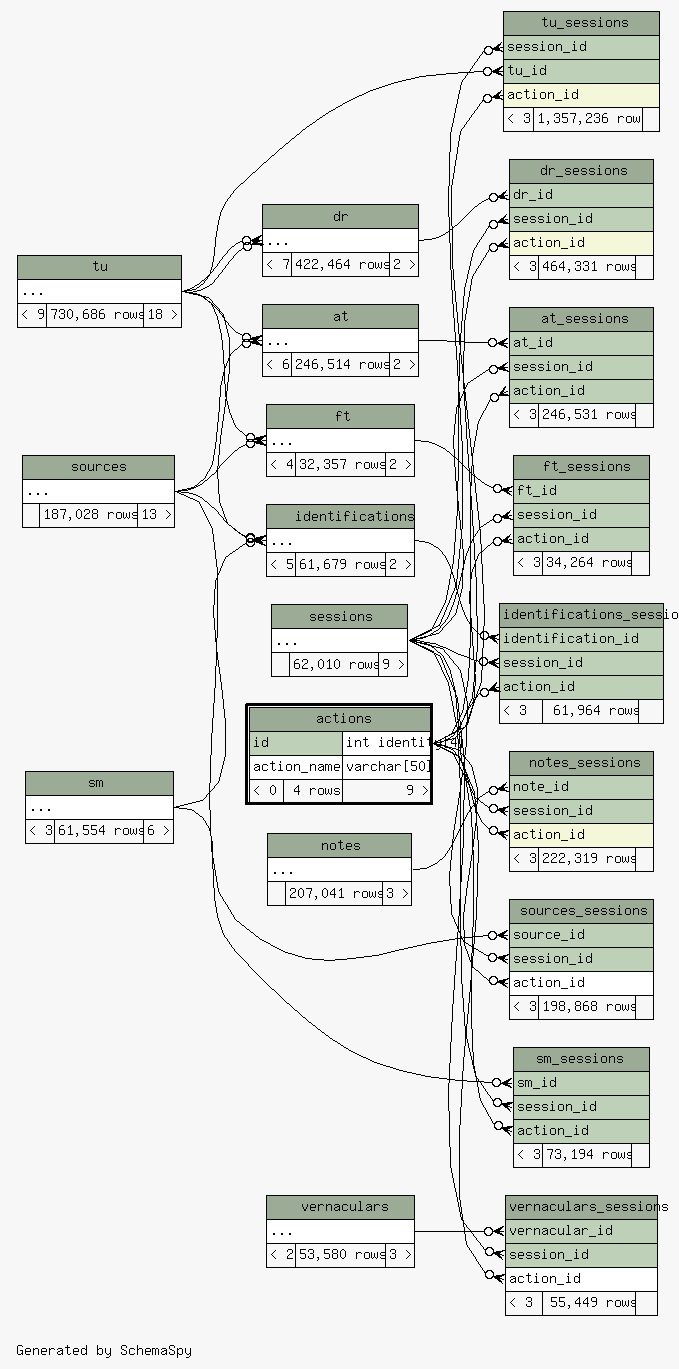 tu_sessions
session_id
tu_id
action_id
< 3 1,357,236 row
dr_sessions
dr_id
session_id
action_id
< 3 464,331 rows
dr
...
< 7 422,464 rows 2 >
tu
...
< 9 730,686 rows 18 >
at
...
< 6 246,514 rows 2 >
at_sessions
at_id
session_id
action_id
< 3 246,531 rows
ft
...
< 4 32,357 rows 2 >
sources
...
187,028 rows 13 >
ft_sessions
ft_id
session_id
action_id
< 3 34,264 rows
identifications
...
< 5 61,679 rows 2 >
sessions
...
62,010 rows 9 >
identifications_sessio
identification_id
session_id
action_id
< 3 61,964 rows
actions
id int identity[4]
action_name varchar[50]
< 0 4 rows 9 >
sm
...
< 3 61,554 rows 6 >
notes_sessions
note_id
session_id
action_id
< 3 222,319 rows
notes
...
207,041 rows 3 >
sources_sessions
source_id
session_id
action_id
< 3 198,868 rows
sm_sessions
sm_id
session_id
action_id
< 3 73,194 rows
vernaculars
...
< 2 53,580 rows 3 >
vernaculars_sessions
vernacular_id
session_id
action_id
< 3 55,449 rows
Generated by SchemaSpy